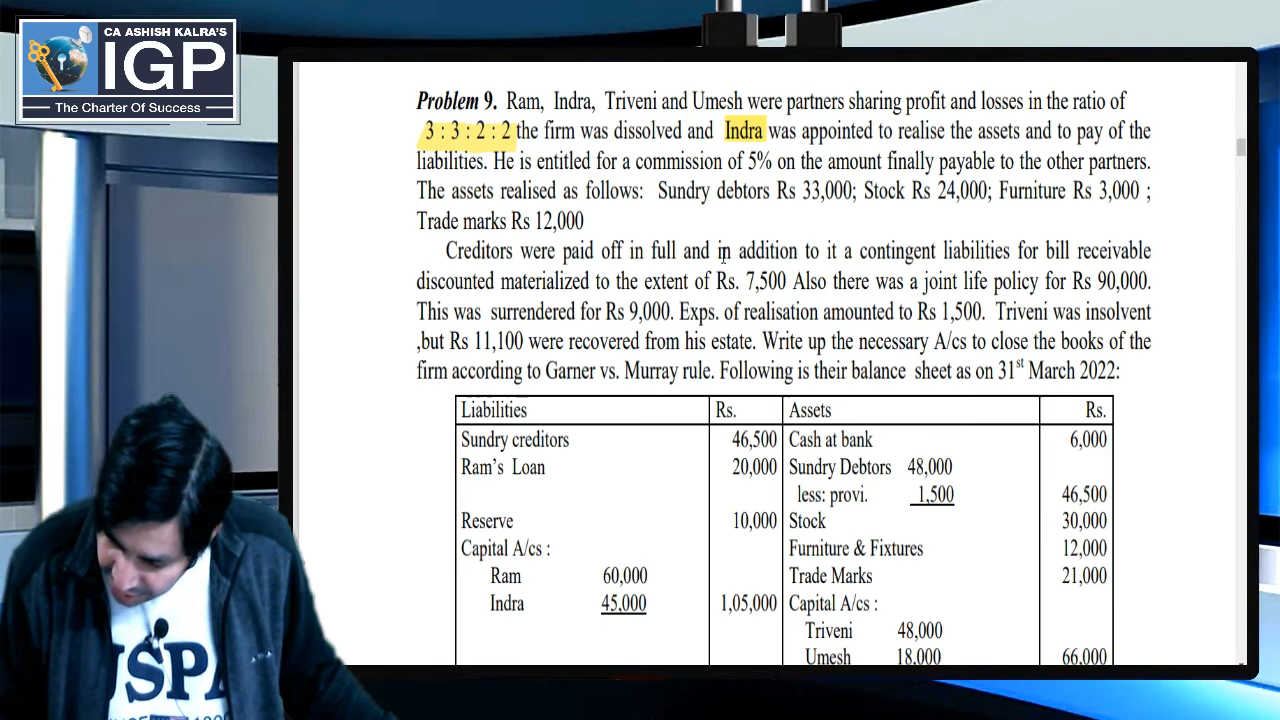 CA ASHISH KALRA'S
IGP
The Charter Of Success
Problem 9. Ram, Indra, Triveni and Umesh were partners sharing profit and losses in the ratio of
3 : 3 : 2 : 2 the firm was dissolved and Indra was appointed to realise the assets and to pay of the
liabilities. He is entitled for a commission of 5% on the amount finally payable to the other partners.
The assets realised as follows: Sundry debtors Rs 33,000; Stock Rs 24,000; Furniture Rs 3,000 ;
Trade marks Rs 12,000
Creditors were paid off in full and in addition to it a contingent liabilities for bill receivable
discounted materialized to the extent of Rs. 7,500 Also there was a joint life policy for Rs 90,000.
This was surrendered for Rs 9,000. Exps. of realisation amounted to Rs 1,500. Triveni was insolvent
,but Rs 11,100 were recovered from his estate. Write up the necessary A/cs to close the books of the
firm according to Garner vs. Murray rule. Following is their balance sheet as on 31st March 2022:
Liabilities Rs. Assets Rs.
Sundry creditors 46,500 Cash at bank 6,000
Ram's Loan 20,000 Sundry Debtors 48,000
less: provi. 1,500 46,500
Reserve 10,000 Stock 30,000
Capital A/cs : Furniture & Fixtures 12,000
Ram 60,000 Trade Marks 21,000
Indra 45,000 1,05,000 Capital A/cs :
Triveni 48,000
Umesh 18,000 66,000